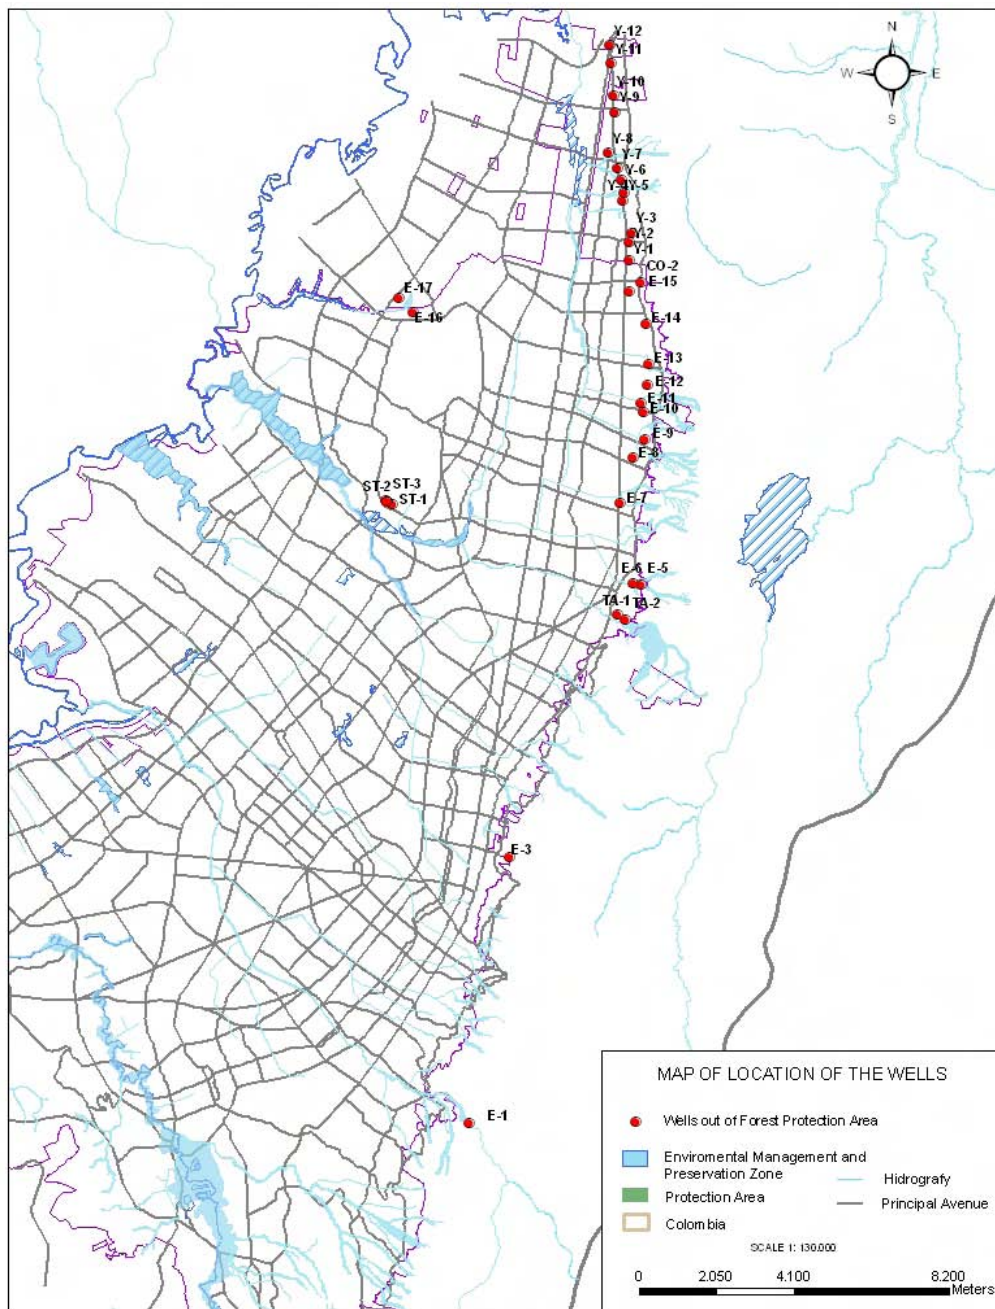 Y-12
Y-11
N
W E
S
Y-10
Y-9
Y-8
Y-7
Y-6
Y-4 Y-5
Y-3
Y-2
Y-1
CO-2
E-15
E-17
E-16
E-14
E-13
E-12
E-11
E-10
E-9
E-8
ST-2 ST-3
ST-1
E-7
E-6 E-5
TA-1 TA-2
E-3
E-1
MAP OF LOCATION OF THE WELLS
Wells out of Forest Protection Area
Enviromental Management and
Preservation Zone
Hidrografy
Protection Area
Principal Avenue
Colombia
SCALE 1: 130.000
0 2.050 4.100 8.200
Meters